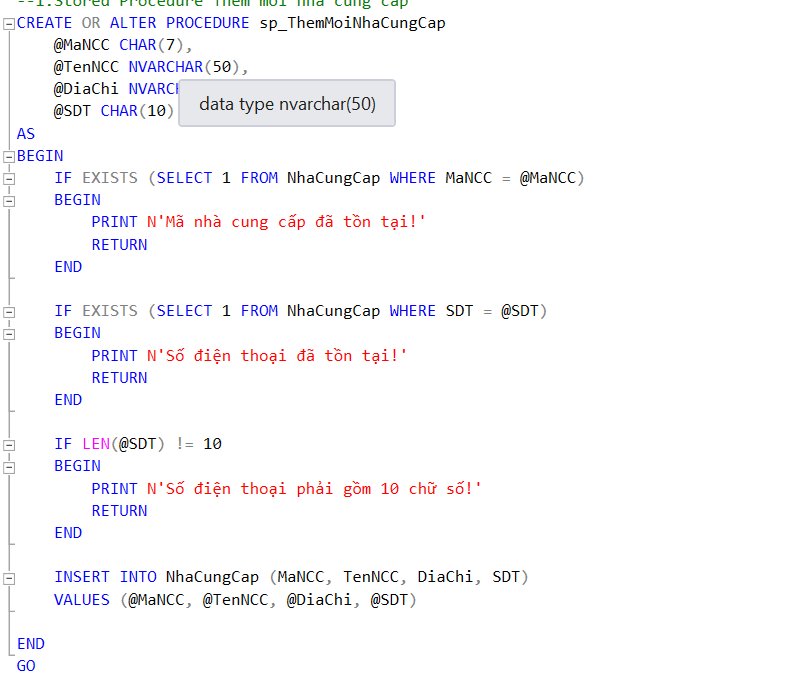 --1.Stored Procedure Thêm mới nhà cung cấp
CREATE OR ALTER PROCEDURE sp_ThemMoiNhaCungCap
@MaNCC CHAR(7),
@TenNCC NVARCHAR(50),
@DiaChi
data type nvarchar(50)
@SDT CHAR(10)
AS
BEGIN
IF EXISTS (SELECT 1 FROM NhaCungCap WHERE MaNCC = @MaNCC)
BEGIN
PRINT N'Mã nhà cung cấp đã tồn tại!'
RETURN
END
IF EXISTS (SELECT 1 FROM NhaCungCap WHERE SDT = @SDT)
BEGIN
PRINT N'Số điện thoại đã tồn tại!'
RETURN
END
IF LEN(@SDT) != 10
BEGIN
PRINT N'Số điện thoại phải gồm 10 chữ số!'
RETURN
END
INSERT INTO NhaCungCap (MaNCC, TenNCC, DiaChi, SDT)
VALUES (@MaNCC, @TenNCC, @DiaChi, @SDT)
END
GO